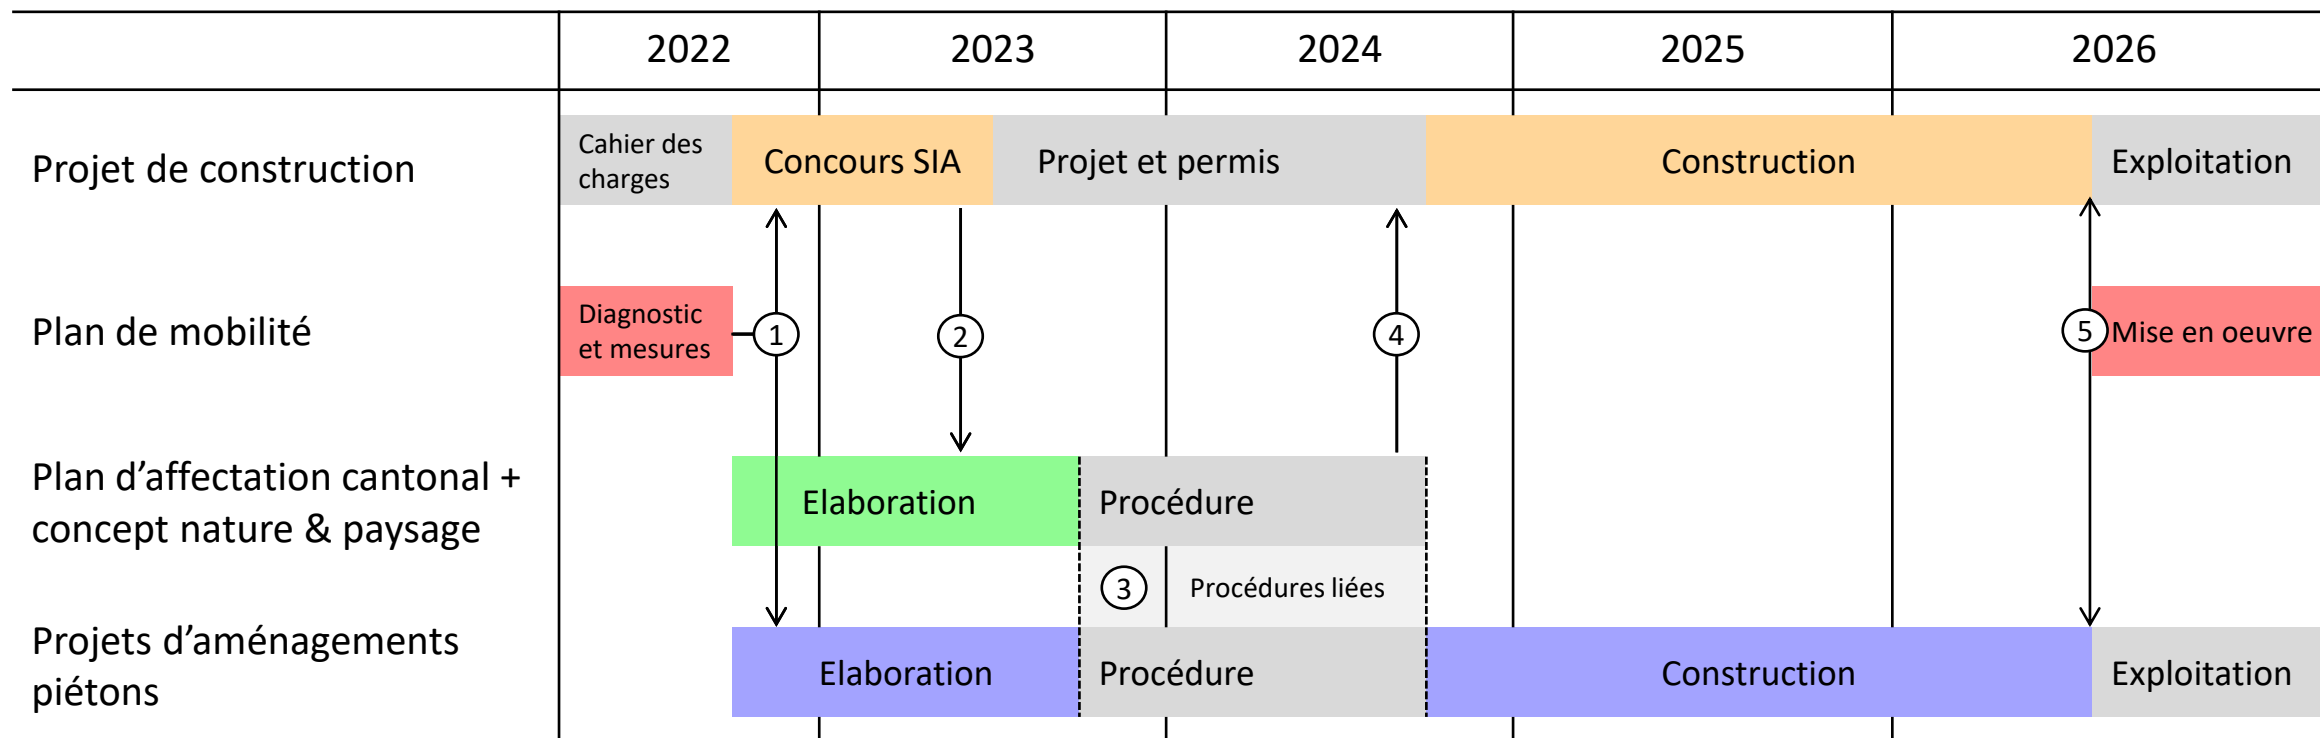 2022 2023 2024 2025 2026
Projet de construction
Cahier des
charges
Concours SIA
Projet et permis
Construction
Exploitation
Plan de mobilité
Diagnostic
et mesures
1
2
4
5
Mise en oeuvre
Plan d’affectation cantonal +
concept nature & paysage
Elaboration
Procédure
3
Procédures liées
Projets d’aménagements
piétons
Elaboration
Procédure
Construction
Exploitation